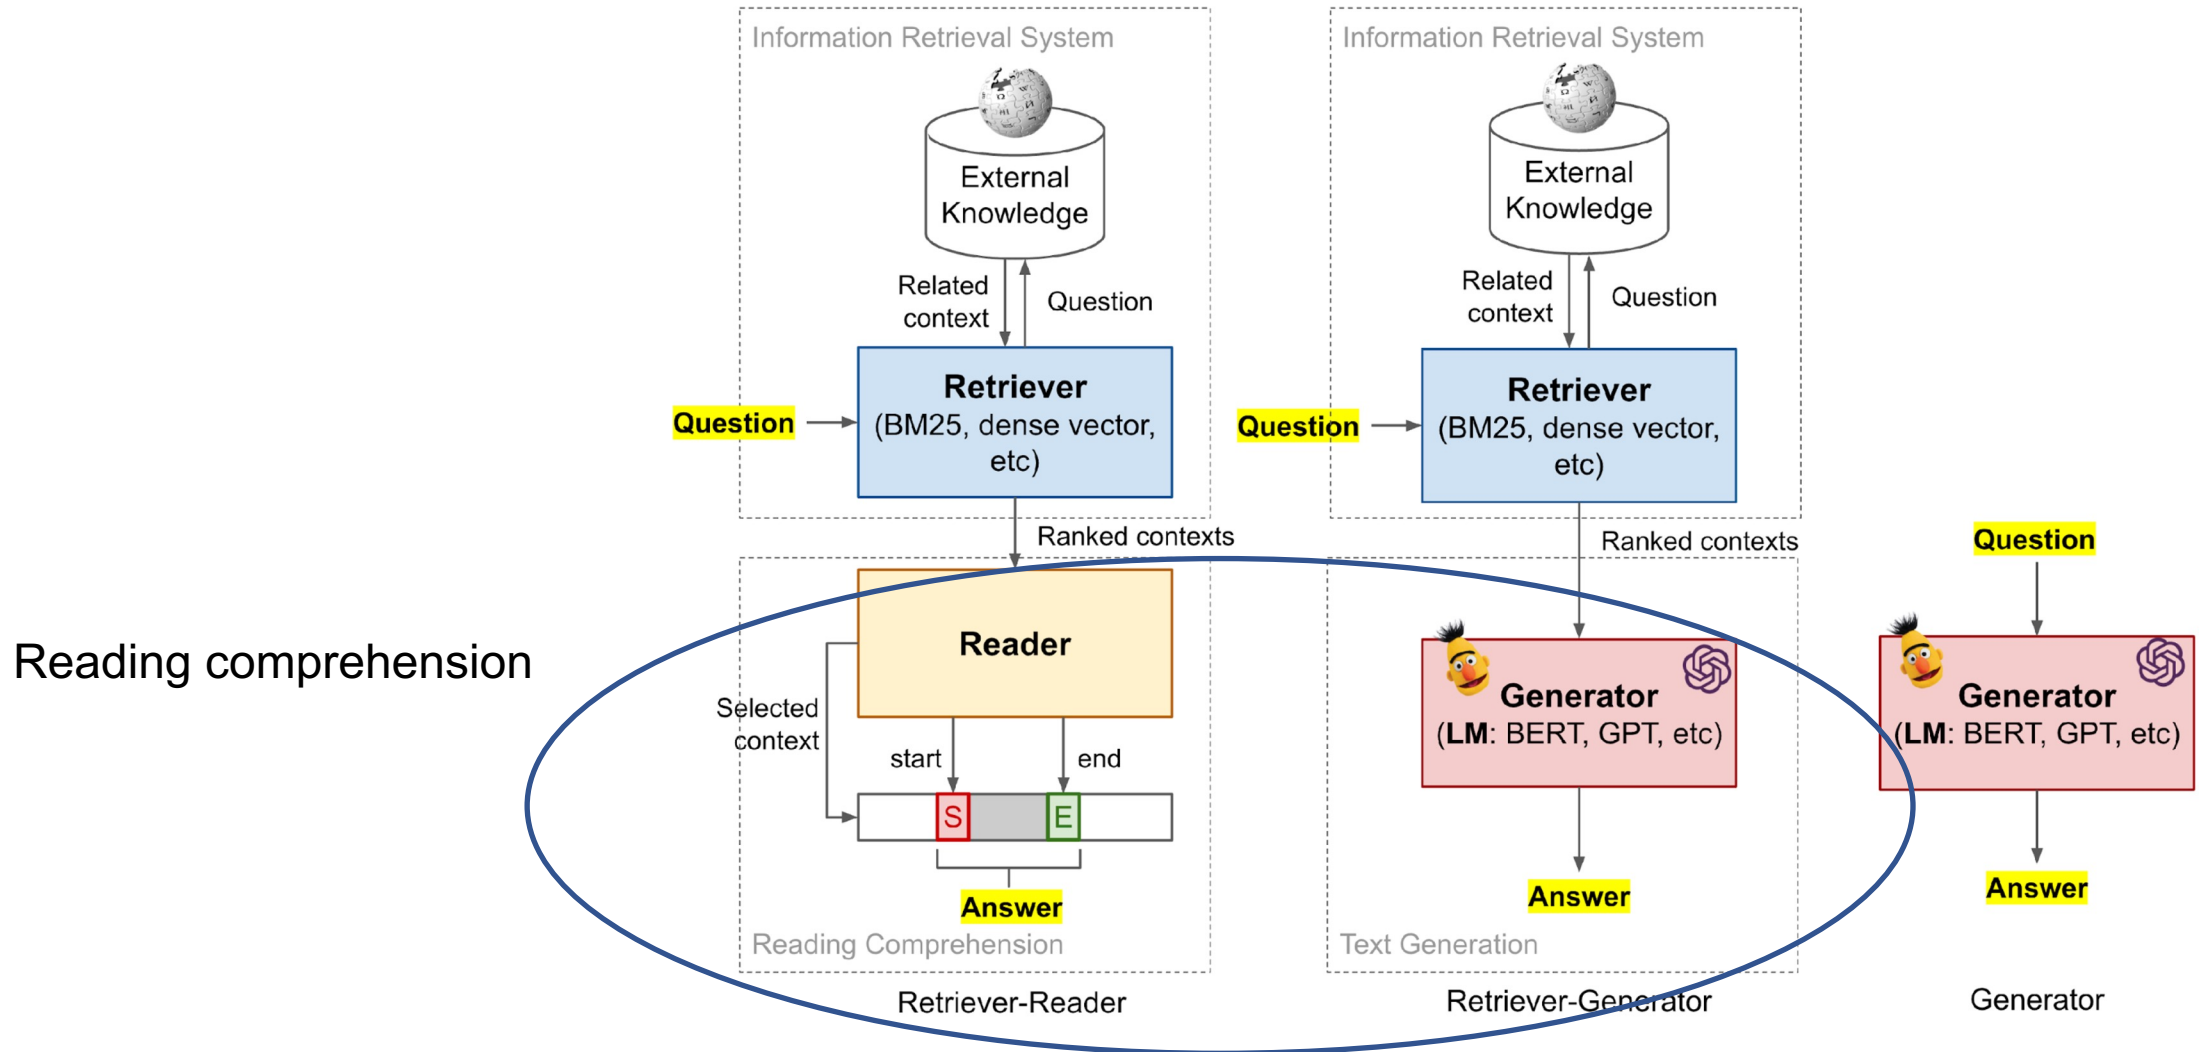 Reading comprehension
Information Retrieval System
External
Knowledge
Related
context
Question
Question
Retriever
(BM25, dense vector,
etc)
Ranked contexts
Reader
Selected
context
start
end
S
E
Answer
Reading Comprehension
Retriever-Reader
Information Retrieval System
External
Knowledge
Related
context
Question
Question
Retriever
(BM25, dense vector,
etc)
Ranked contexts
Generator
(LM: BERT, GPT, etc)
Answer
Text Generation
Retriever-Generator
Question
Generator
(LM: BERT, GPT, etc)
Answer
Generator